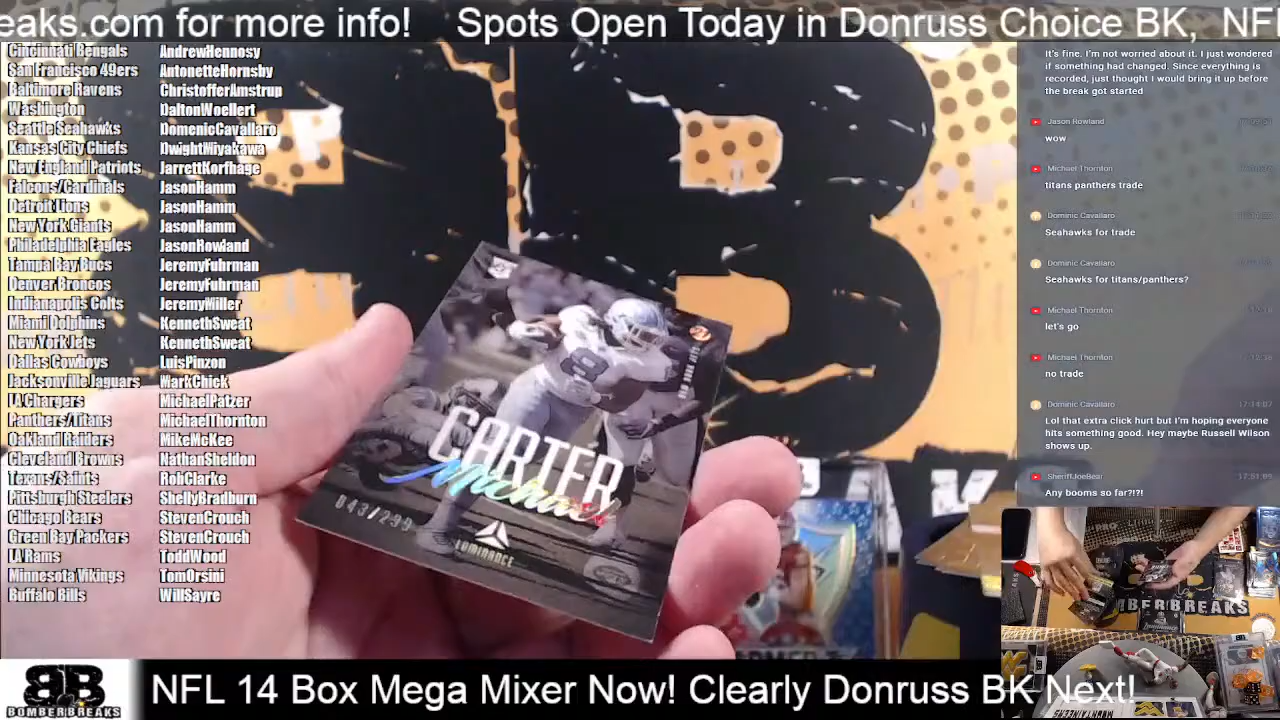 eaks.com for more info! Spots Open Today in Donruss Choice BK, NF
Cincinnati Bengals AndrewHennosy
San Francisco 49ers AntonetteHornsby
Baltimore Ravens ChristofferAmstrup
Washington DaltonWoellert
Seattle Seahawks DomenicCavallaro
Kansas City Chiefs DwightMiyakawa
New England Patriots JarrettKorfhage
Falcons/Cardinals JasonHamm
Detroit Lions JasonHamm
New York Giants JasonHamm
Philadelphia Eagles JasonRowland
Tampa Bay Bucs JeremyFuhrman
Denver Broncos JeremyFuhrman
Indianapolis Colts JeremyMiller
Miami Dolphins KennethSweat
New York Jets KennethSweat
Dallas Cowboys LuisPinzon
Jacksonville Jaguars MarkChick
LA Chargers MichaelPatzer
Panthers/Titans MichaelThornton
Oakland Raiders MikeMcKee
Cleveland Browns NathanSheldon
Texans/Saints RobClarke
Pittsburgh Steelers ShellyBradburn
Chicago Bears StevenCrouch
Green Bay Packers StevenCrouch
LA Rams ToddWood
Minnesota Vikings TomOrsini
Buffalo Bills WillSayre
CARTER
Michael
043/299
LUMINANCE
It's fine. I'm not worried about it. I just wondered
if something had changed. Since everything is
recorded, just thought I would bring it up before
the break got started
Jason Rowland
wow
Michael Thornton
titans panthers trade
Dominic Cavallaro
Seahawks for trade
Dominic Cavallaro
Seahawks for titans/panthers?
Michael Thornton
let's go
Michael Thornton
no trade
Dominic Cavallaro 17:14:07
Lol that extra click hurt but I'm hoping everyone
hits something good. Hey maybe Russell Wilson
shows up.
SheriffJoeBear
Any booms so far?!?!
MBERBREAKS
BB
BOMBERBREAKS
NFL 14 Box Mega Mixer Now! Clearly Donruss BK Next!